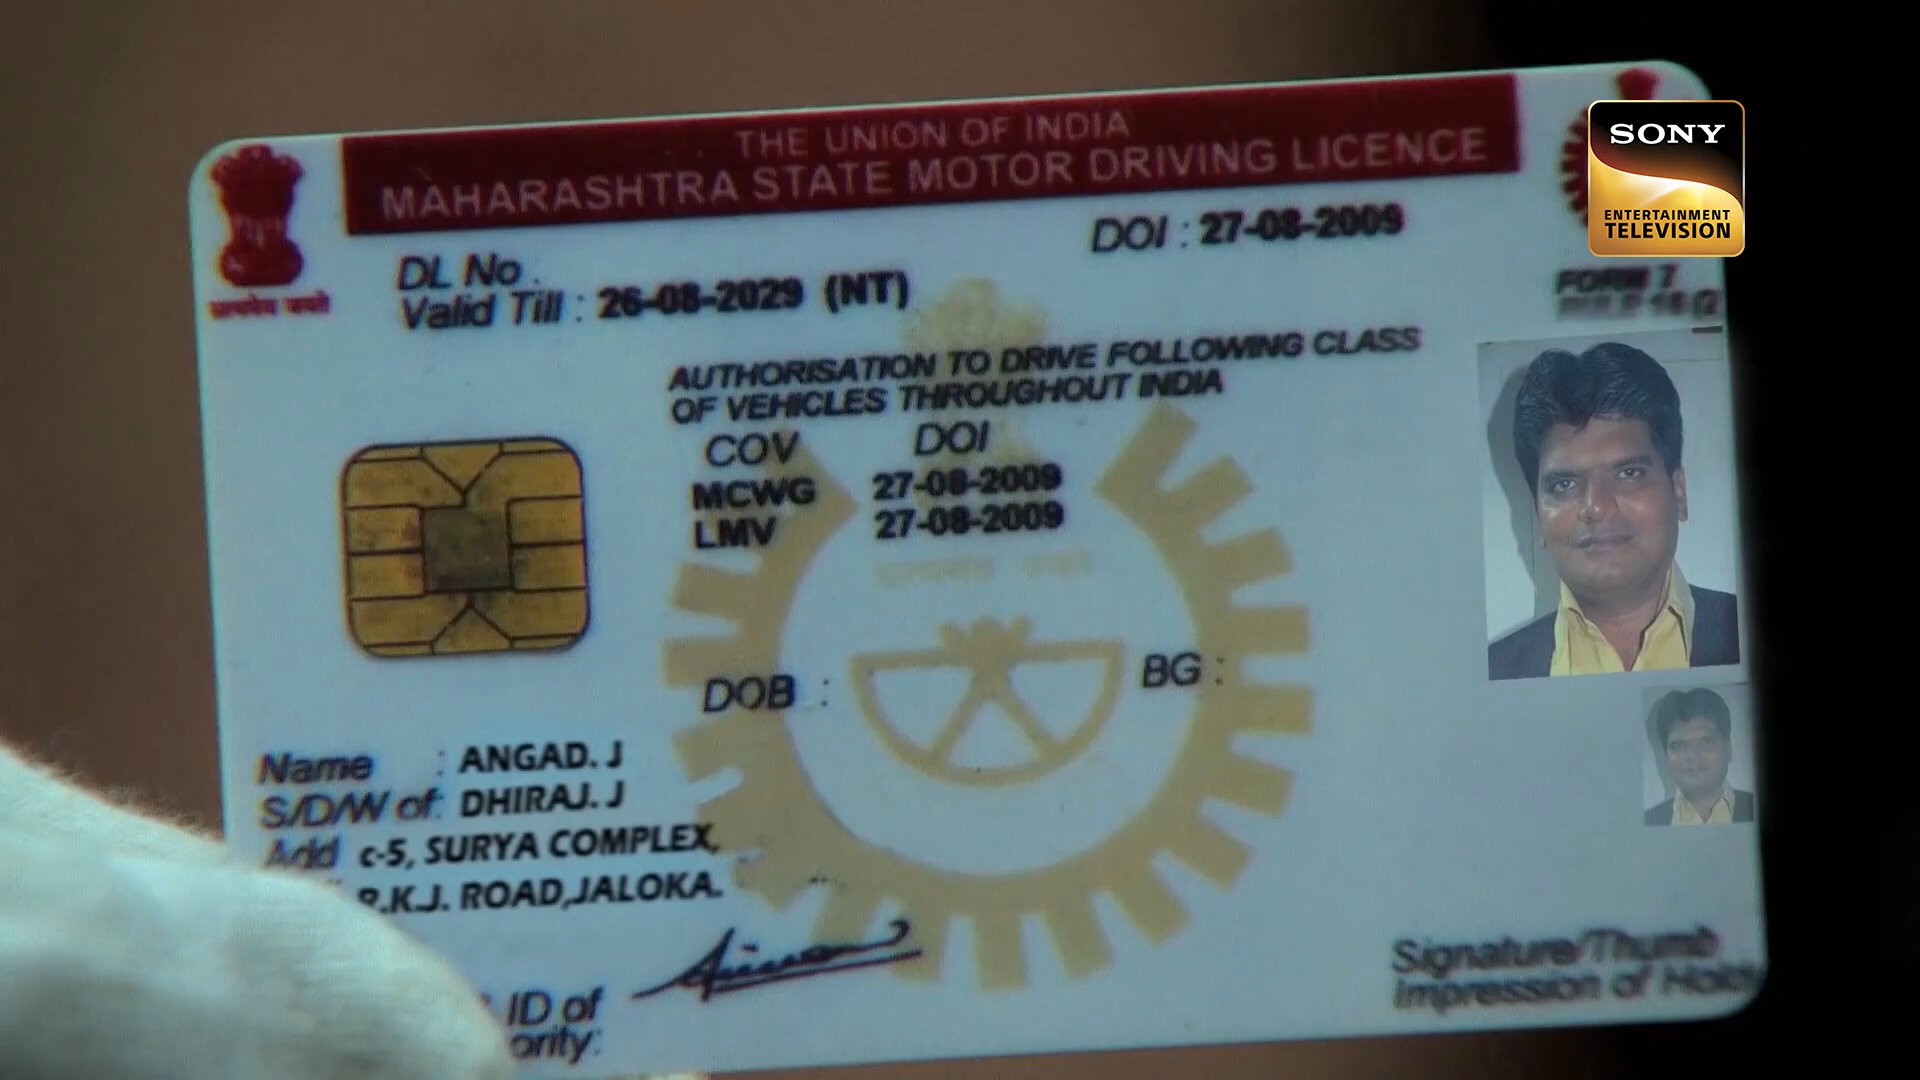 THE UNION OF INDIA
MAHARASHTRA STATE MOTOR DRIVING LICENCE
SONY
ENTERTAINMENT
TELEVISION
DOI : 27-08-2009
DL No :
Valid Till : 26-08-2029 (NT)
FORM 7
AUTHORISATION TO DRIVE FOLLOWING CLASS
OF VEHICLES THROUGHOUT INDIA
COV DOI
MCWG 27-08-2009
LMV 27-08-2009
DOB : BG :
Name : ANGAD. J
S/D/W of: DHIRAJ. J
Add c-5, SURYA COMPLEX,
R.K.J. ROAD,JALOKA.
Signature/Thumb
Impression of
ID of